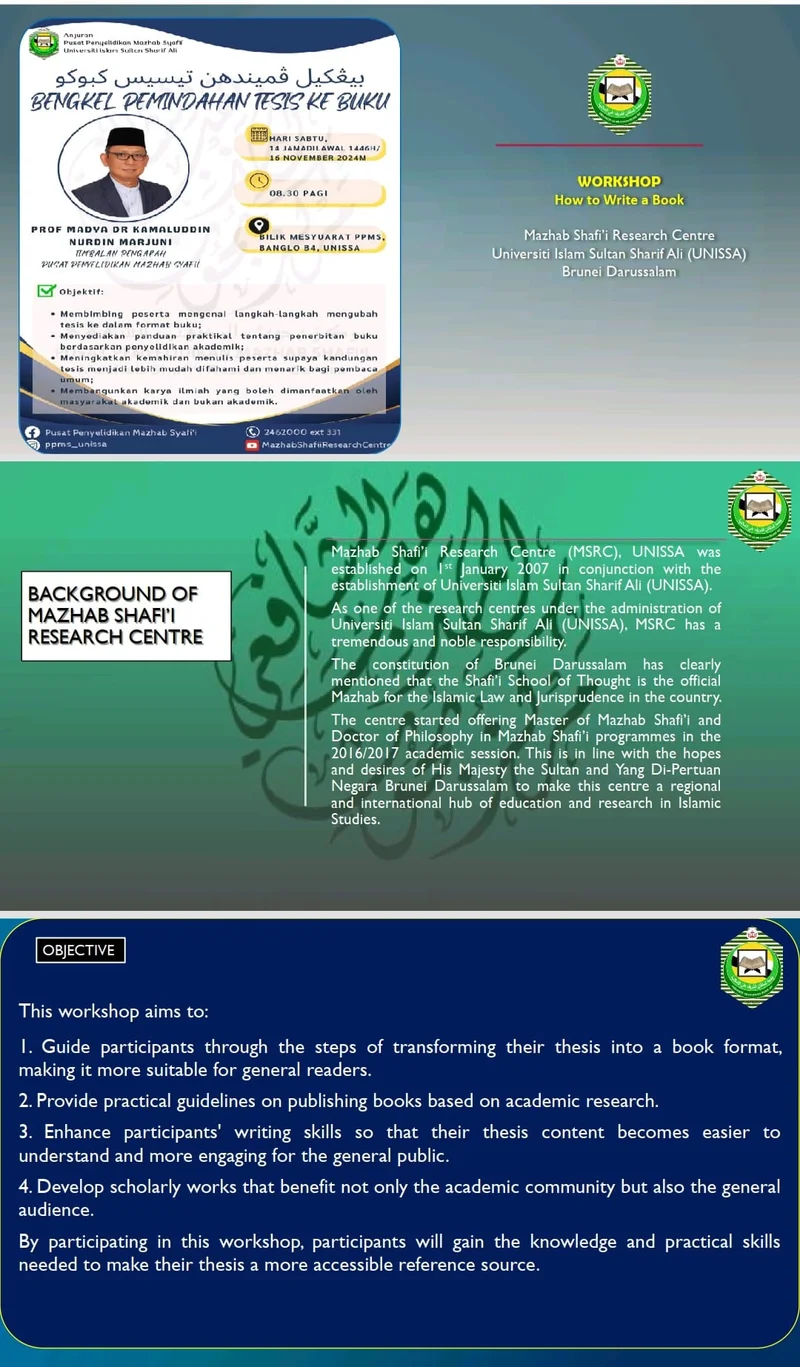 Anjuran
Pusat Penyelidikan Mazhab Syafii
Universiti Islam Sultan Sharif Ali
بيڠكيل ڤميندهن تيسيس كبوكو
BENGKEL PEMINDAHAN TESIS KE BUKU
HARI SABTU,
14 JAMADILAWAL 1446H/
16 NOVEMBER 2024M
08.30 PAGI
BILIK MESYUARAT PPMS,
BANGLO B4, UNISSA
PROF MADYA DR KAMALUDDIN
NURDIN MARJUNI
TIMBALAN PENGARAH
PUSAT PENYELIDIKAN MAZHAB SYAFII
Objektif:
• Membimbing peserta mengenai langkah-langkah mengubah
tesis ke dalam format buku;
• Menyediakan panduan praktikal tentang penerbitan buku
berdasarkan penyelidikan akademik;
• Meningkatkan kemahiran menulis peserta supaya kandungan
tesis menjadi lebih mudah difahami dan menarik bagi pembaca
umum;
• Membangunkan karya ilmiah yang boleh dimanfaatkan oleh
masyarakat akademik dan bukan akademik.
Pusat Penyelidikan Mazhab Syafi'i
2462000 ext 331
ppms_unissa
MazhabShafiiResearchCentre
WORKSHOP
How to Write a Book
Mazhab Shafi'i Research Centre
Universiti Islam Sultan Sharif Ali (UNISSA)
Brunei Darussalam
BACKGROUND OF
MAZHAB SHAFI'I
RESEARCH CENTRE
Mazhab Shafi'i Research Centre (MSRC), UNISSA was
established on 1st January 2007 in conjunction with the
establishment of Universiti Islam Sultan Sharif Ali (UNISSA).
As one of the research centres under the administration of
Universiti Islam Sultan Sharif Ali (UNISSA), MSRC has a
tremendous and noble responsibility.
The constitution of Brunei Darussalam has clearly
mentioned that the Shafi'i School of Thought is the official
Mazhab for the Islamic Law and Jurisprudence in the country.
The centre started offering Master of Mazhab Shafi'i and
Doctor of Philosophy in Mazhab Shafi'i programmes in the
2016/2017 academic session. This is in line with the hopes
and desires of His Majesty the Sultan and Yang Di-Pertuan
Negara Brunei Darussalam to make this centre a regional
and international hub of education and research in Islamic
Studies.
OBJECTIVE
This workshop aims to:
1. Guide participants through the steps of transforming their thesis into a book format,
making it more suitable for general readers.
2. Provide practical guidelines on publishing books based on academic research.
3. Enhance participants' writing skills so that their thesis content becomes easier to
understand and more engaging for the general public.
4. Develop scholarly works that benefit not only the academic community but also the general
audience.
By participating in this workshop, participants will gain the knowledge and practical skills
needed to make their thesis a more accessible reference source.